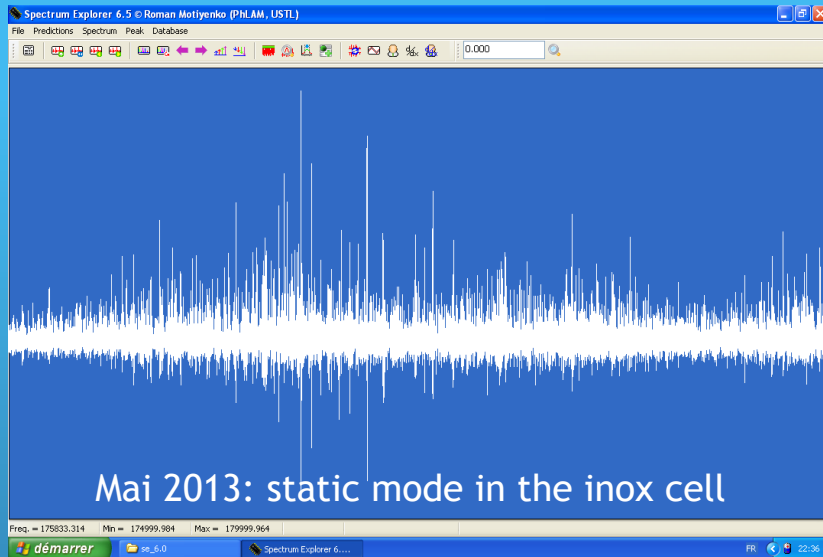 Spectrum Explorer 6.5 © Roman Motiyenko (PhLAM, USTL)
File Predictions Spectrum Peak Database
0.000
Mai 2013: static mode in the inox cell
Freq. = 175833.314 Min = 174999.984 Max = 179999.964
démarrer se_6.0 Spectrum Explorer 6.... FR 22:36